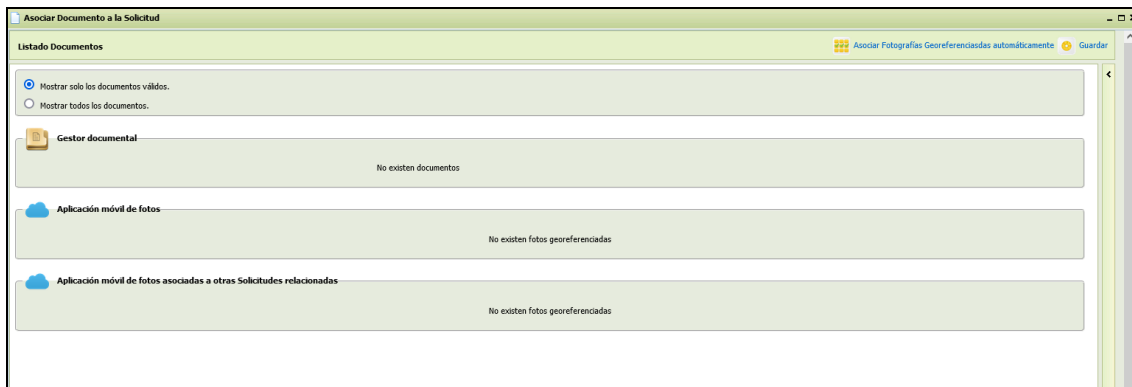 Asociar Documento a la Solicitud
Listado Documentos
Asociar Fotografías Georeferenciasdas automáticamente Guardar
Mostrar solo los documentos válidos.
Mostrar todos los documentos.
Gestor documental
No existen documentos
Aplicación móvil de fotos
No existen fotos georeferenciadas
Aplicación móvil de fotos asociadas a otras Solicitudes relacionadas
No existen fotos georeferenciadas